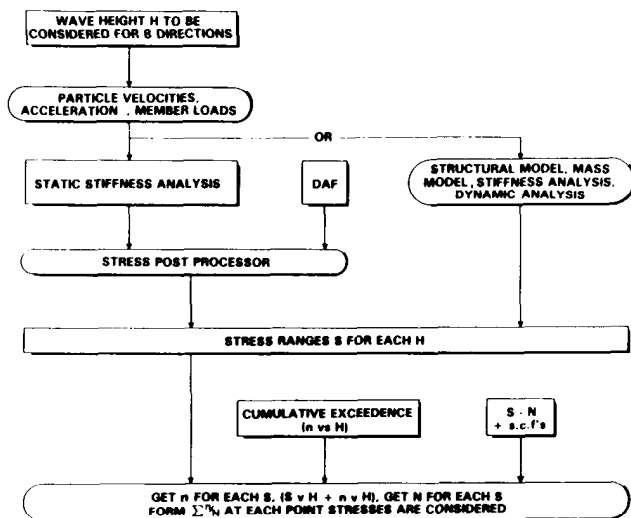 WAVE HEIGHT H TO BE
CONSIDERED FOR 8 DIRECTIONS
PARTICLE VELOCITIES,
ACCELERATION , MEMBER LOADS
OR
STATIC STIFFNESS ANALYSIS
DAF
STRUCTURAL MODEL, MASS
MODEL, STIFFNESS ANALYSIS.
DYNAMIC ANALYSIS
STRESS POST PROCESSOR
STRESS RANGES S FOR EACH H
CUMULATIVE EXCEEDENCE
(n vs H)
S - N
+ s.c.f's
GET n FOR EACH S, (S v H + n v H), GET N FOR EACH S
FORM Σn/N AT EACH POINT STRESSES ARE CONSIDERED